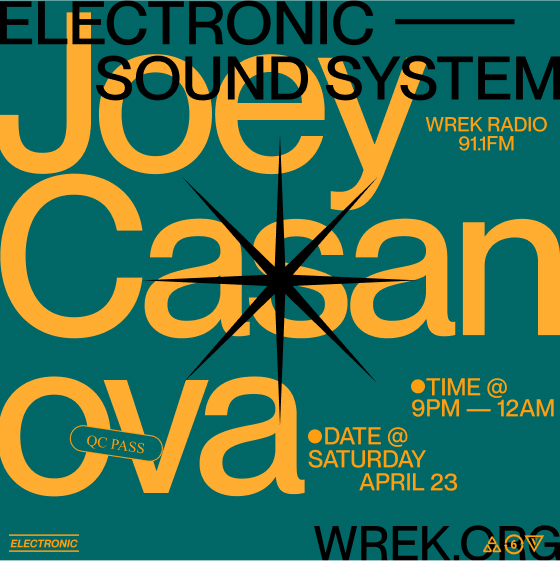 ELECTRONIC —
SOUND SYSTEM
Joey
WREK RADIO
91.1FM
Casan
ova
TIME @
9PM — 12AM
DATE @
SATURDAY
APRIL 23
QC PASS
WREK.ORG
ELECTRONIC
6